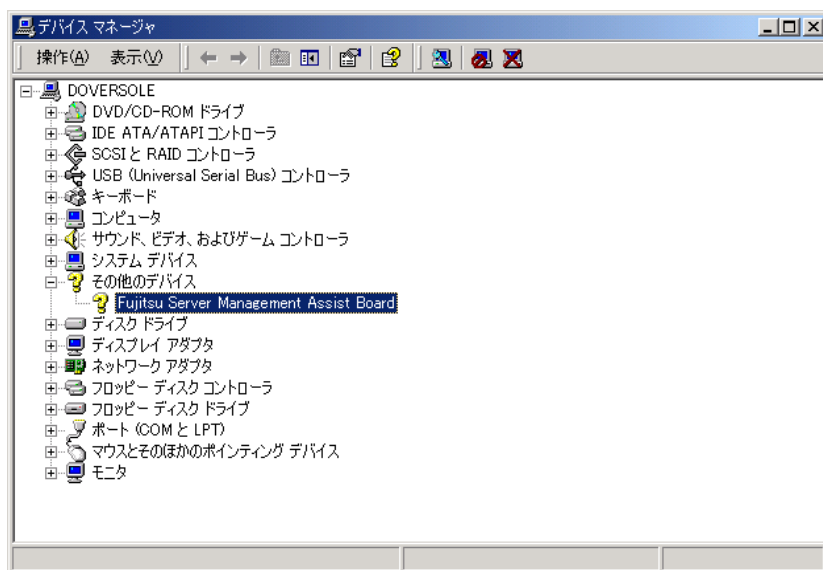 デバイス マネージャ
操作(A) 表示(V)
DOVERSOLE
DVD/CD-ROM ドライブ
IDE ATA/ATAPI コントローラ
SCSI と RAID コントローラ
USB (Universal Serial Bus) コントローラ
キーボード
コンピュータ
サウンド、ビデオ、およびゲーム コントローラ
システム デバイス
その他のデバイス
Fujitsu Server Management Assist Board
ディスク ドライブ
ディスプレイ アダプタ
ネットワーク アダプタ
フロッピー ディスク コントローラ
フロッピー ディスク ドライブ
ポート (COM と LPT)
マウスとそのほかのポインティング デバイス
モニタ